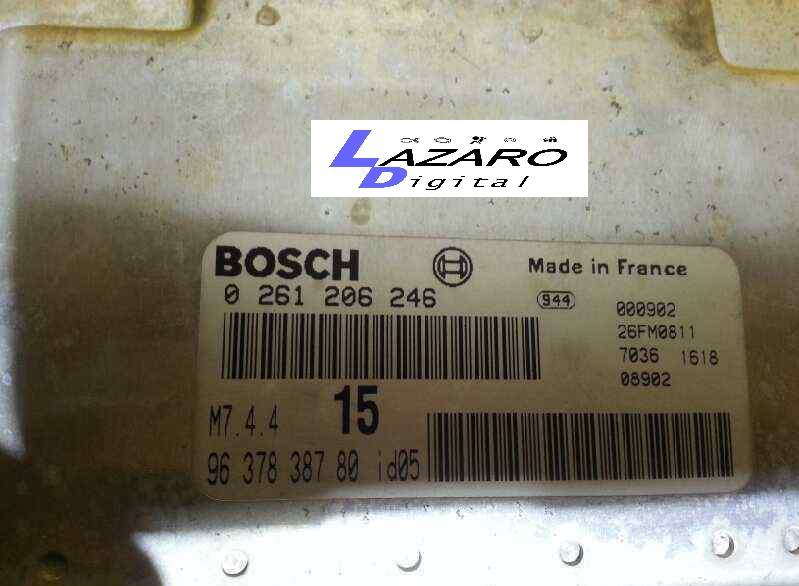 LAZARO
Digital
BOSCH
Made in France
0 261 206 246
944
000902
26FM0811
7036 1618
08902
M7.4.4
15
96 378 387 80 id05